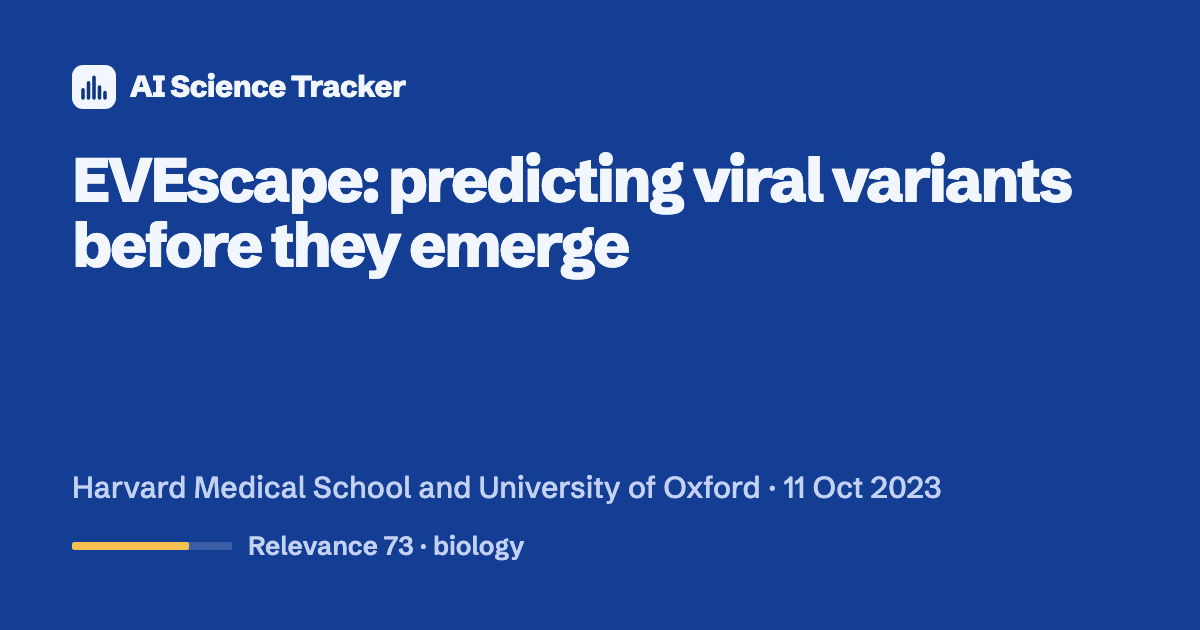 AI Science Tracker
EVEscape: predicting viral variants
before they emerge
Harvard Medical School and University of Oxford · 11 Oct 2023
Relevance 73 · biology